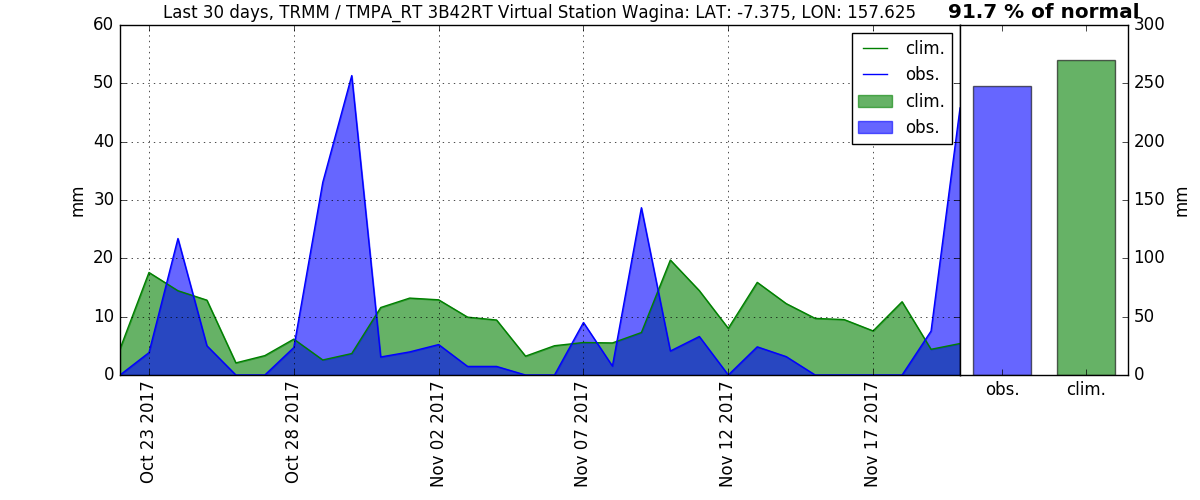 Last 30 days, TRMM / TMPA_RT 3B42RT Virtual Station Wagina: LAT: -7.375, LON: 157.625
91.7 % of normal
60
50
40
30
20
10
0
mm
clim.
obs.
clim.
obs.
Oct 23 2017
Oct 28 2017
Nov 02 2017
Nov 07 2017
Nov 12 2017
Nov 17 2017
300
250
200
150
100
50
0
mm
obs.
clim.